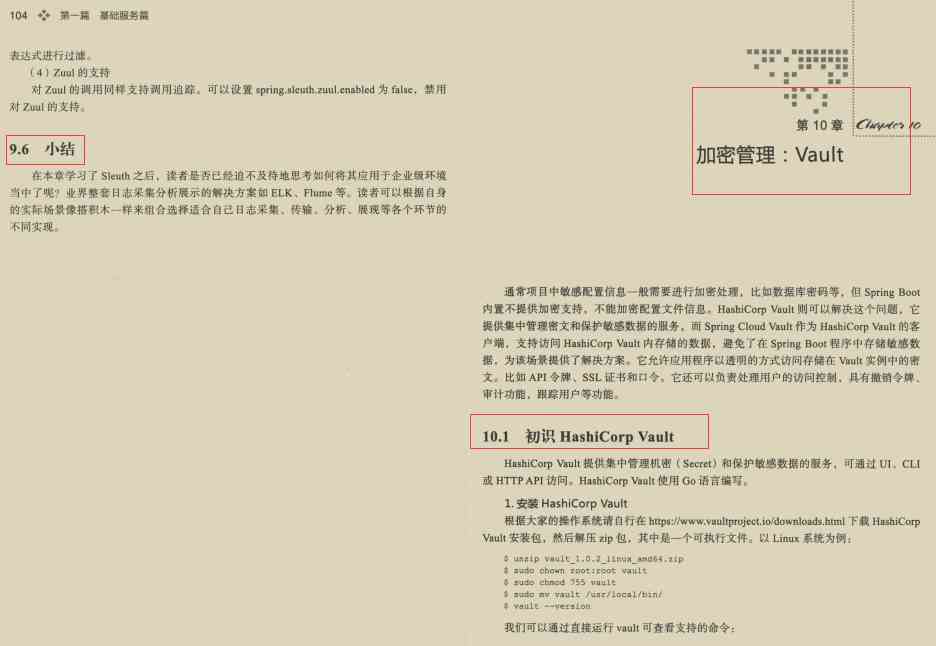 104 第一篇 基础服务篇
表达式进行过滤。
（4）Zuul 的支持
对 Zuul 的调用同样支持调用追踪。可以设置 spring.sleuth.zuul.enabled 为 false，禁用
对 Zuul 的支持。
9.6 小结
在本章学习了 Sleuth 之后，读者是否已经迫不及待地思考如何将其应用于企业级环境
当中了呢？业界整套日志采集分析展示的解决方案如 ELK、Flume 等。读者可以根据自身
的实际场景像搭积木一样来组合选择适合自己日志采集、传输、分析、展现等各个环节的
不同实现。
第 10 章 Chapter 10
加密管理：Vault
通常项目中敏感配置信息一般需要进行加密处理，比如数据库密码等，但 Spring Boot
内置不提供加密支持，不能加密配置文件信息。HashiCorp Vault 则可以解决这个问题，它
提供集中管理密文和保护敏感数据的服务，而 Spring Cloud Vault 作为 HashiCorp Vault 的客
户端，支持访问 HashiCorp Vault 内存储的数据，避免了在 Spring Boot 程序中存储敏感数
据，为该场景提供了解决方案。它允许应用程序以透明的方式访问存储在 Vault 实例中的密
文。比如 API 令牌、SSL 证书和口令。它还可以负责处理用户的访问控制，具有撤销令牌、
审计功能，跟踪用户等功能。
10.1 初识 HashiCorp Vault
HashiCorp Vault 提供集中管理机密（Secret）和保护敏感数据的服务，可通过 UI、CLI
或 HTTP API 访问。HashiCorp Vault 使用 Go 语言编写。
1. 安装 HashiCorp Vault
根据大家的操作系统请自行在 https://www.vaultproject.io/downloads.html 下载 HashiCorp
Vault 安装包，然后解压 zip 包，其中是一个可执行文件。以 Linux 系统为例：
$ unzip vault_1.0.2_linux_amd64.zip
$ sudo chown root:root vault
$ sudo chmod 755 vault
$ sudo mv vault /usr/local/bin/
$ vault --version
我们可以通过直接运行 vault 可查看支持的命令：